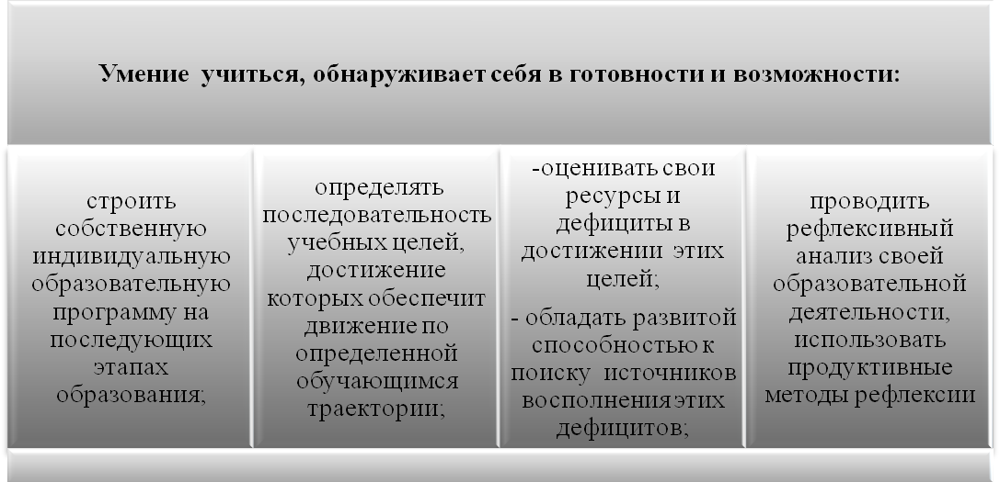 Умение учиться, обнаруживает себя в готовности и возможности:
строить
собственную
индивидуальную
образовательную
программу на
последующих
этапах
образования;
определять
последовательность
учебных целей,
достижение
которых обеспечит
движение по
определенной
обучающимся
траектории;
-оценивать свои
ресурсы и
дефициты в
достижении этих
целей;
- обладать развитой
способностью к
поиску источников
восполнения этих
дефицитов;
проводить
рефлексивный
анализ своей
образовательной
деятельности,
использовать
продуктивные
методы рефлексии